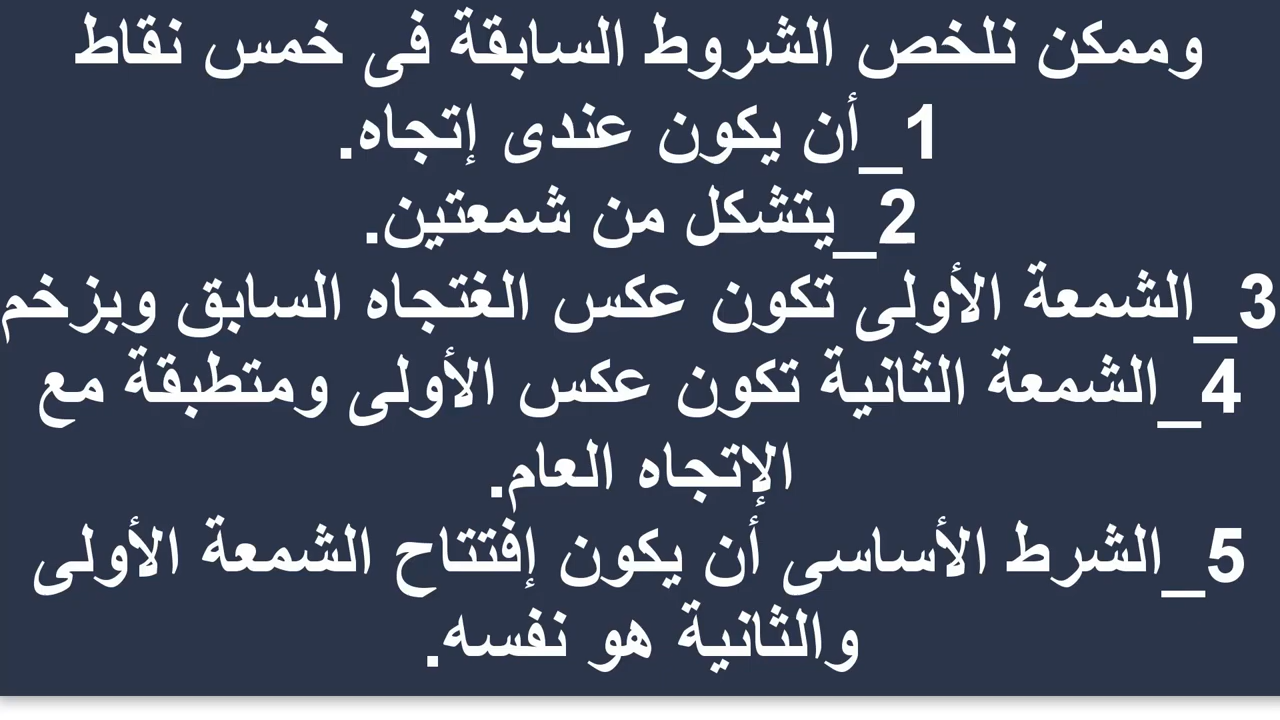 وممكن نلخص الشروط السابقة فى خمس نقاط
1_أن يكون عندى إتجاه.
2_يتشكل من شمعتين.
3_الشمعة الأولى تكون عكس الغتجاه السابق وبزخم
4_الشمعة الثانية تكون عكس الأولى ومتطبقة مع
الإتجاه العام.
5_الشرط الأساسى أن يكون إفتتاح الشمعة الأولى
والثانية هو نفسه.